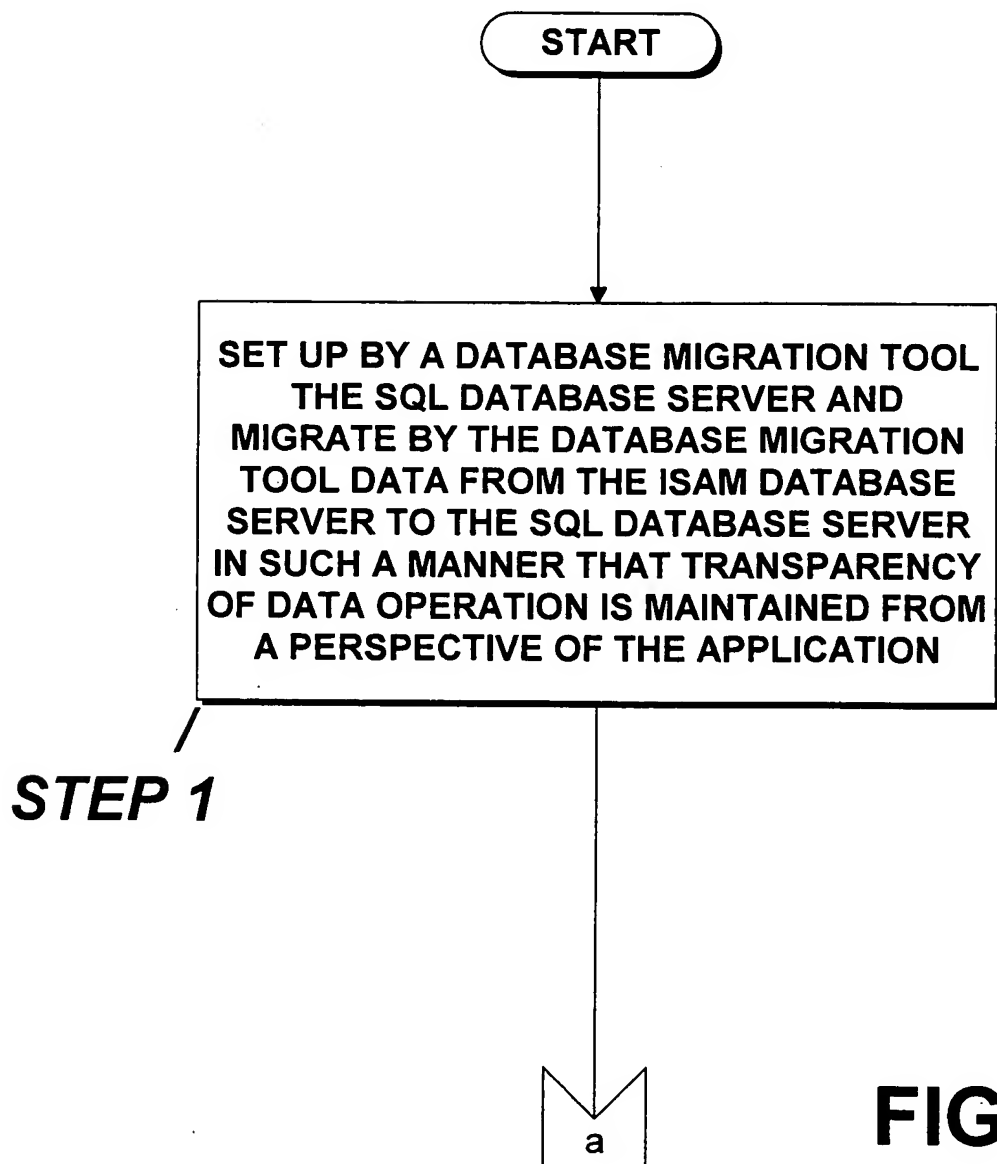 START
SET UP BY A DATABASE MIGRATION TOOL
THE SQL DATABASE SERVER AND
MIGRATE BY THE DATABASE MIGRATION
TOOL DATA FROM THE ISAM DATABASE
SERVER TO THE SQL DATABASE SERVER
IN SUCH A MANNER THAT TRANSPARENCY
OF DATA OPERATION IS MAINTAINED FROM
A PERSPECTIVE OF THE APPLICATION
STEP 1
a
FIG